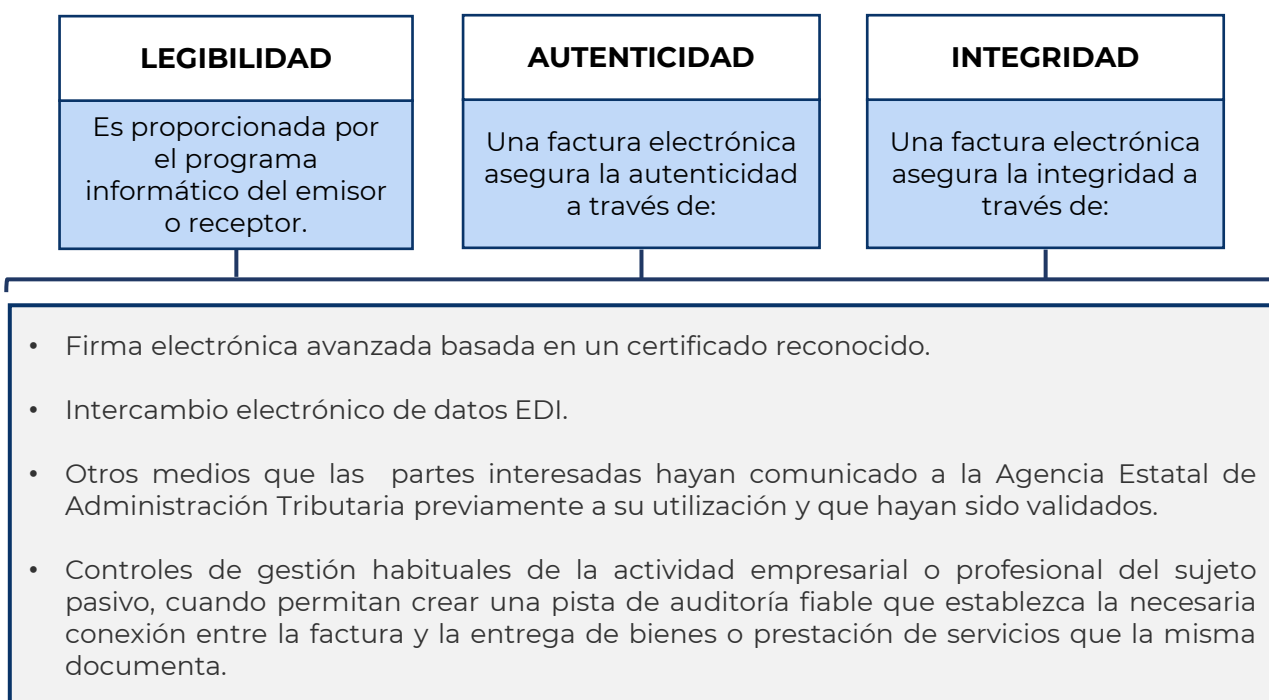 LEGIBILIDAD
Es proporcionada por
el programa
informático del emisor
o receptor.
AUTENTICIDAD
Una factura electrónica
asegura la autenticidad
a través de:
INTEGRIDAD
Una factura electrónica
asegura la integridad a
través de:
• Firma electrónica avanzada basada en un certificado reconocido.
• Intercambio electrónico de datos EDI.
• Otros medios que las partes interesadas hayan comunicado a la Agencia Estatal de
Administración Tributaria previamente a su utilización y que hayan sido validados.
• Controles de gestión habituales de la actividad empresarial o profesional del sujeto
pasivo, cuando permitan crear una pista de auditoría fiable que establezca la necesaria
conexión entre la factura y la entrega de bienes o prestación de servicios que la misma
documenta.